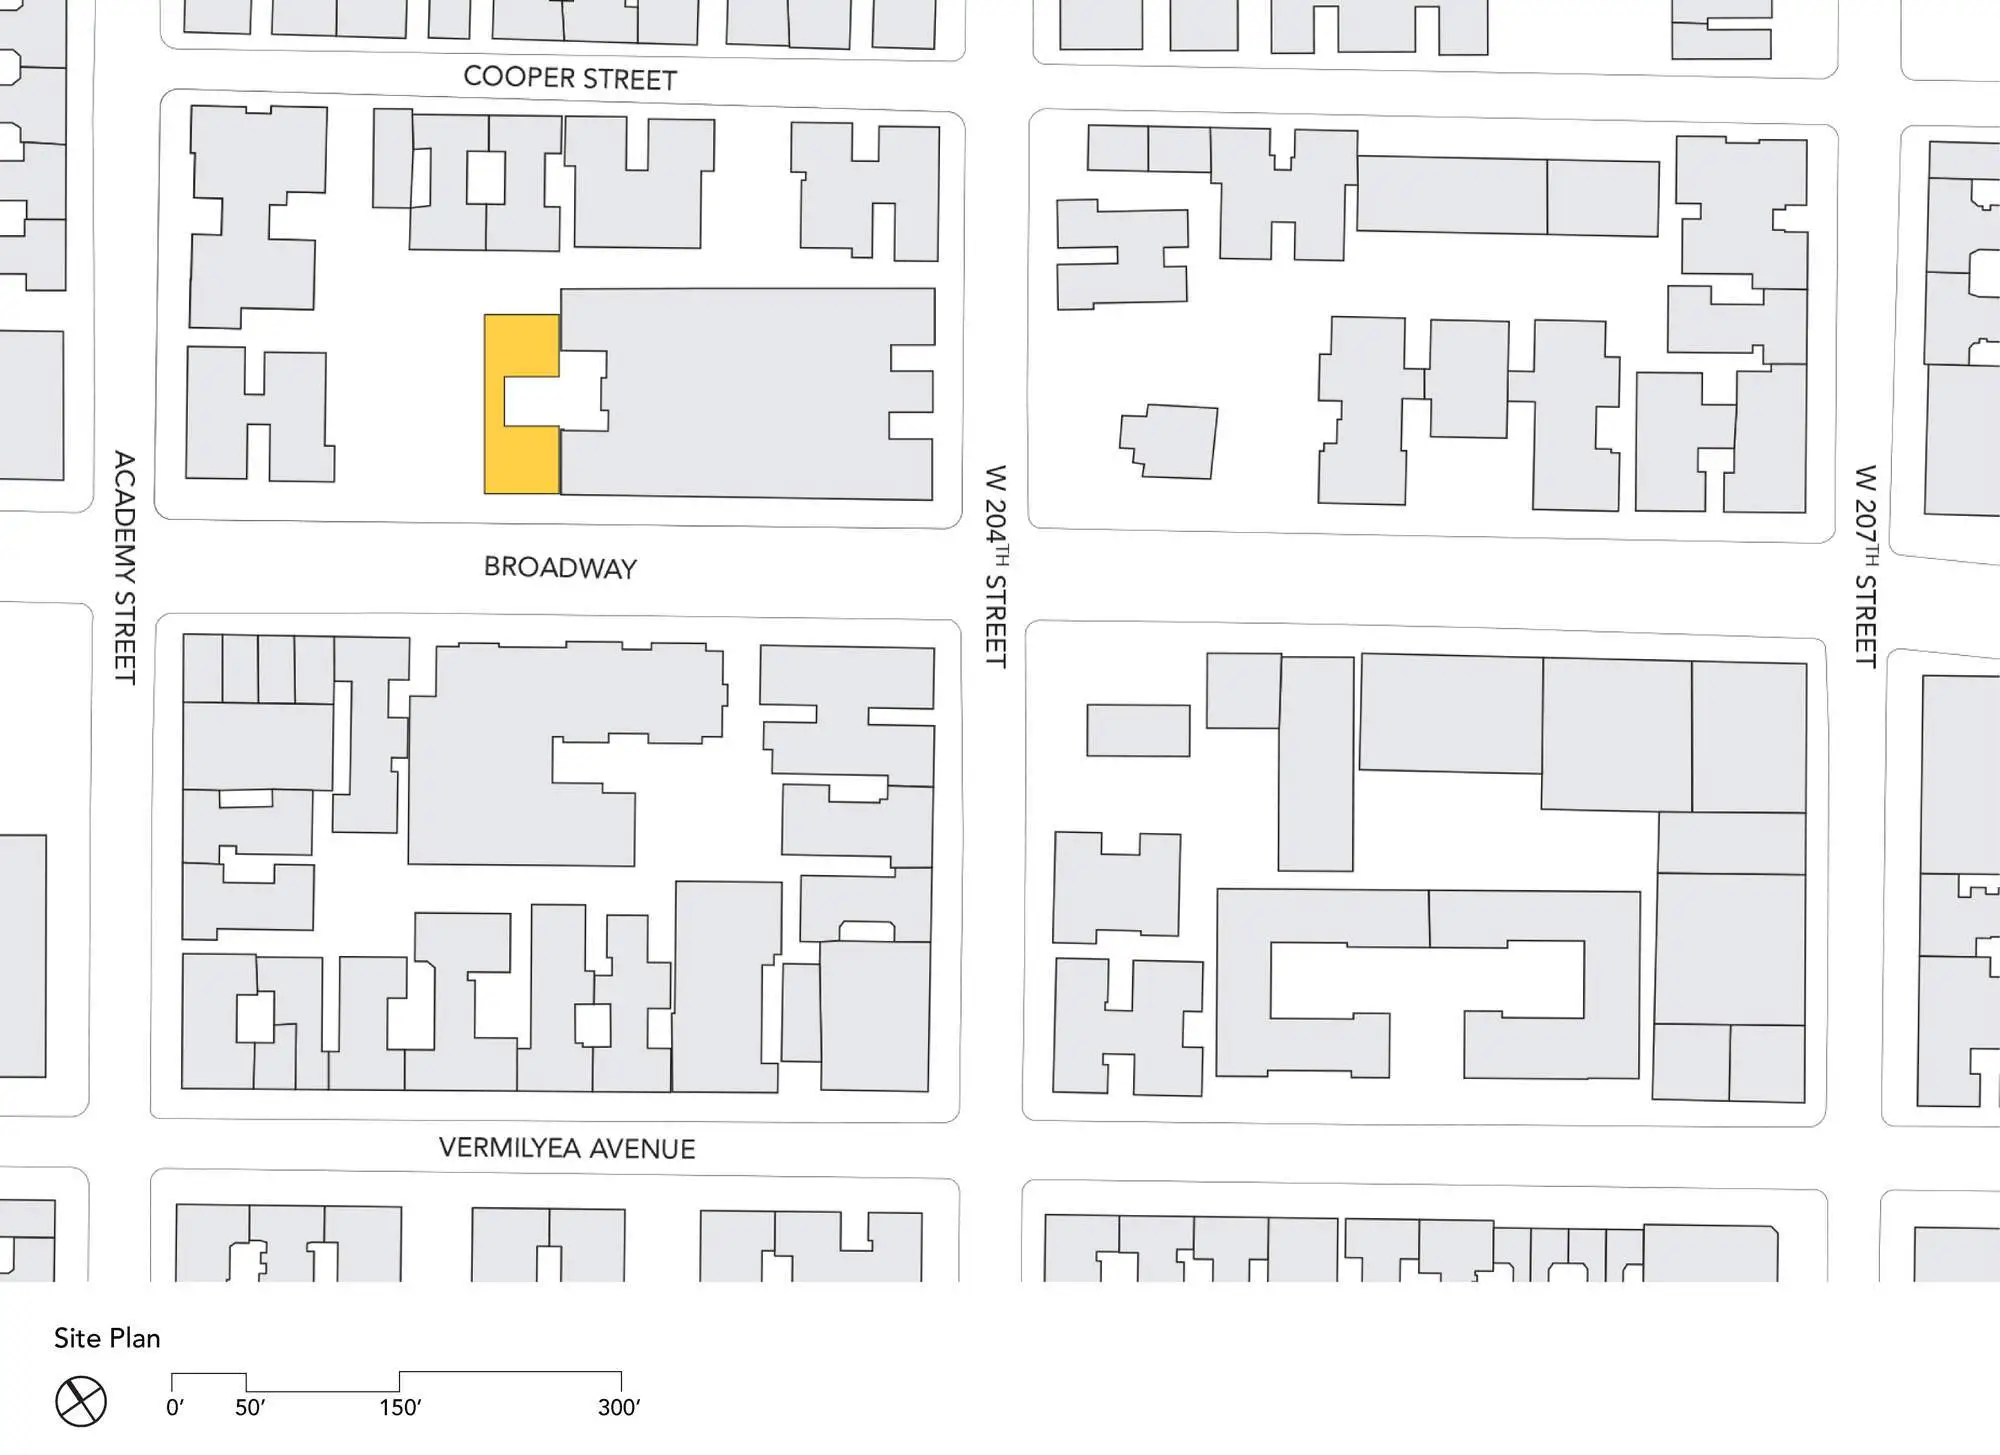 COOPER STREET
ACADEMY STREET
W 204TH STREET
W 207TH STREET
BROADWAY
VERMILYEA AVENUE
Site Plan
0’ 50’ 150’ 300’